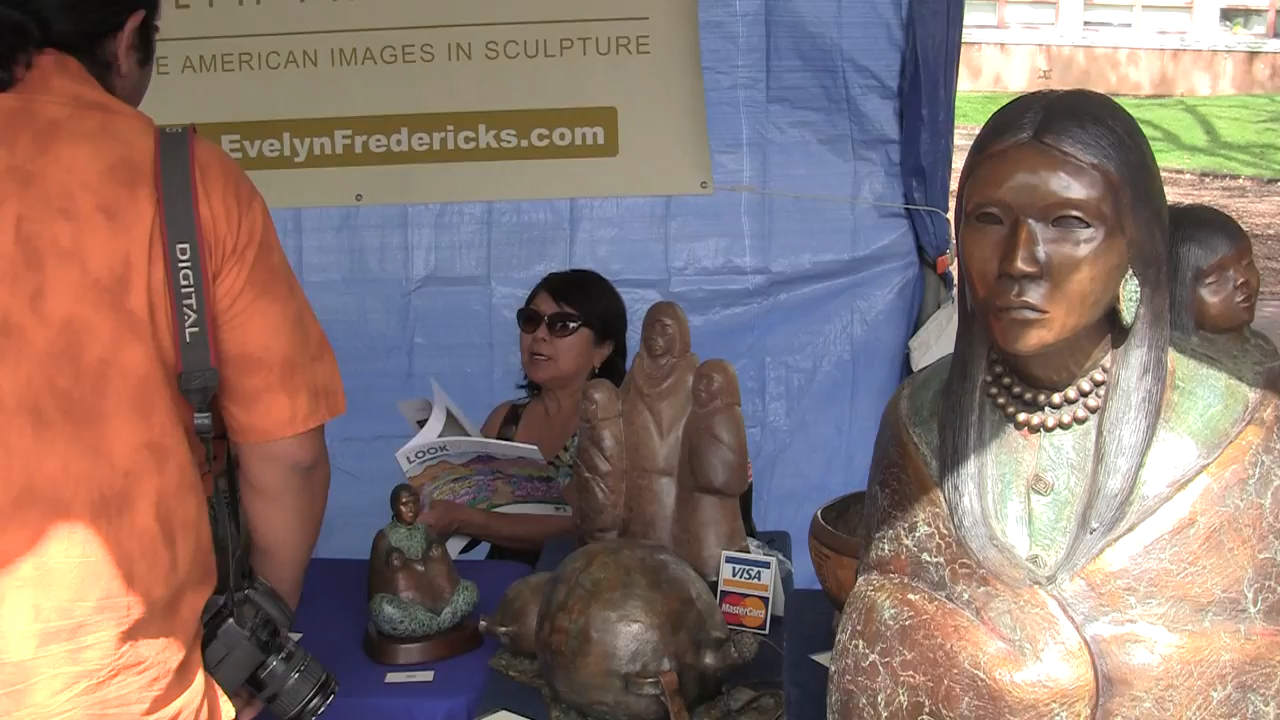 E AMERICAN IMAGES IN SCULPTURE
EvelynFredericks.com
DIGITAL
LOOK
VISA
MasterCard